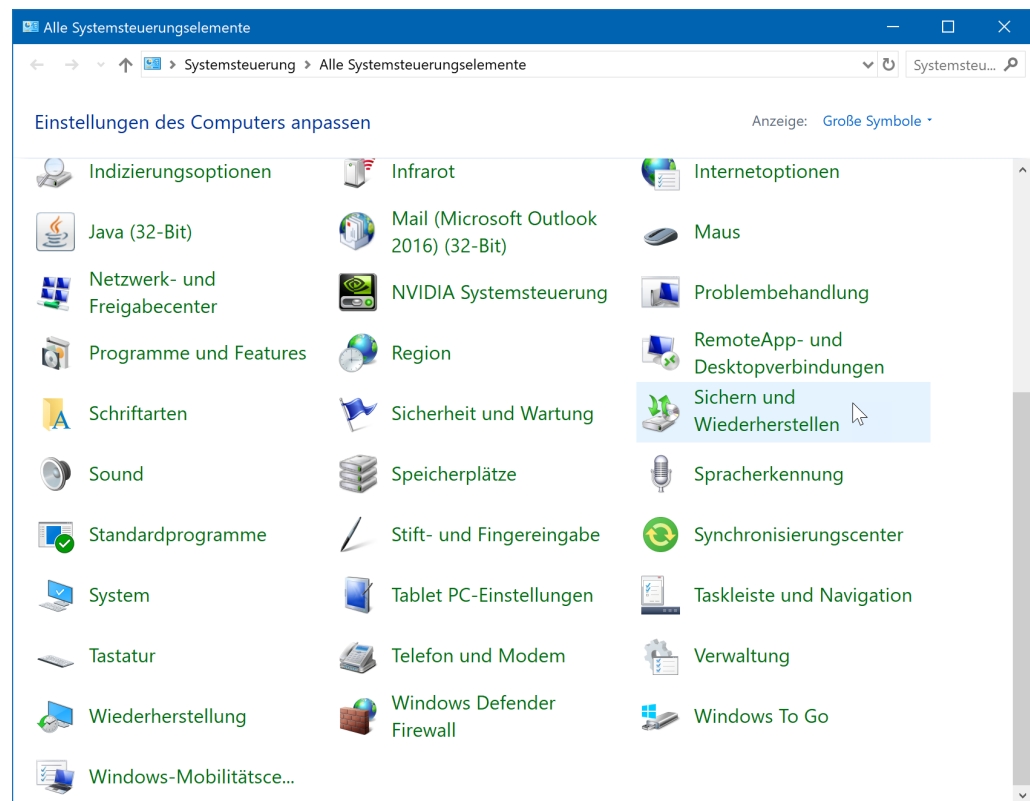 Alle Systemsteuerungselemente
Systemsteuerung > Alle Systemsteuerungselemente
Systemsteu...
Einstellungen des Computers anpassen
Anzeige: Große Symbole
Indizierungsoptionen
Infrarot
Internetoptionen
Java (32-Bit)
Mail (Microsoft Outlook
2016) (32-Bit)
Maus
Netzwerk- und
Freigabecenter
NVIDIA Systemsteuerung
Problembehandlung
Programme und Features
Region
RemoteApp- und
Desktopverbindungen
Schriftarten
Sicherheit und Wartung
Sichern und
Wiederherstellen
Sound
Speicherplätze
Spracherkennung
Standardprogramme
Stift- und Fingereingabe
Synchronisierungscenter
System
Tablet PC-Einstellungen
Taskleiste und Navigation
Tastatur
Telefon und Modem
Verwaltung
Wiederherstellung
Windows Defender
Firewall
Windows To Go
Windows-Mobilitätsce...